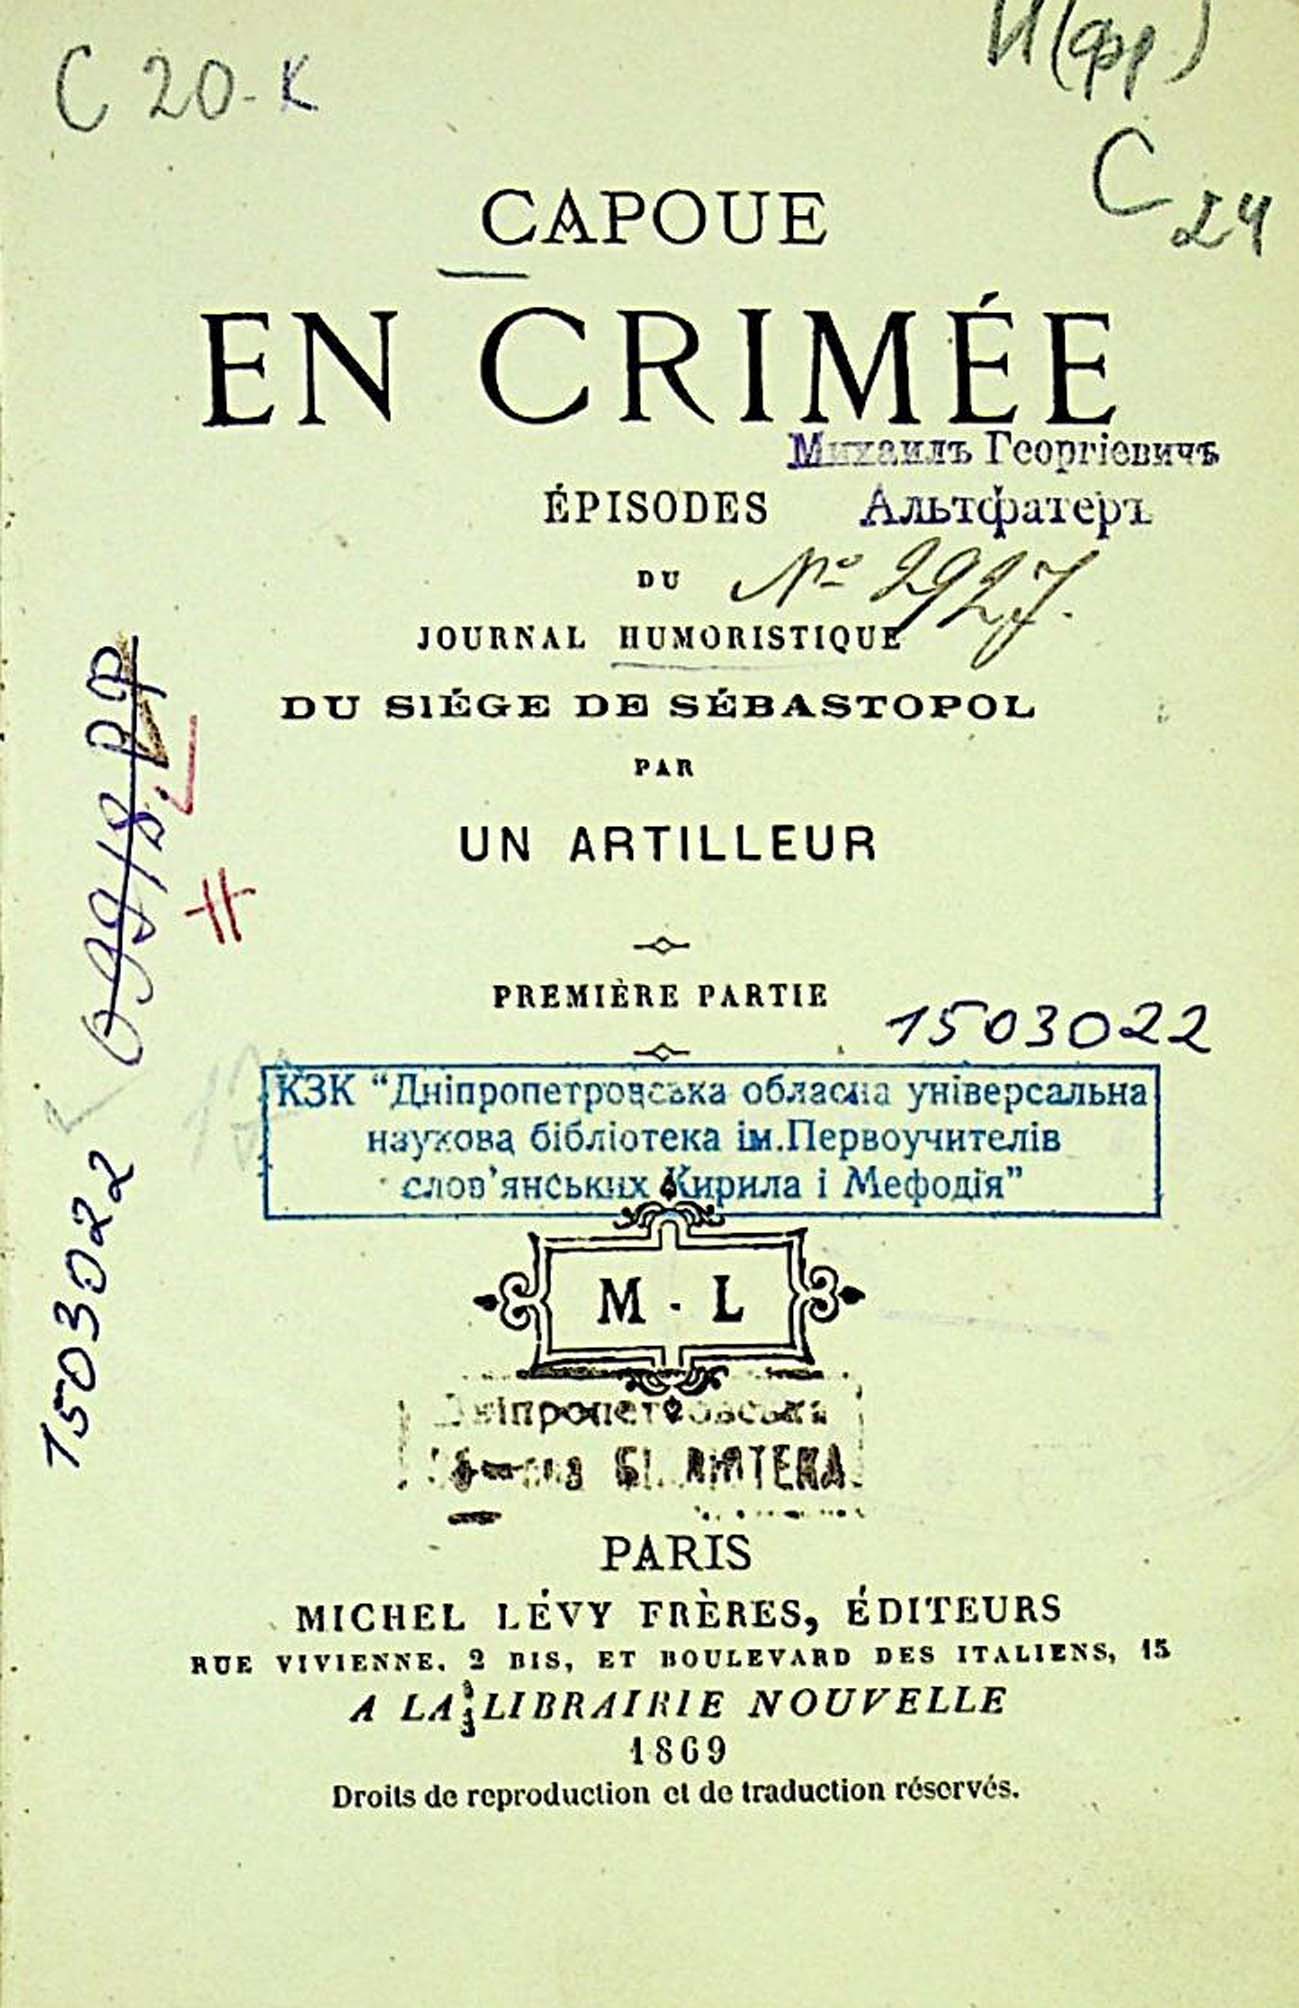 И(фр)
С 20-к
С 24
CAPOUE
EN CRIMÉE
Михаилъ Георгіевичъ
ÉPISODES
Альтфатеръ
DU
№ 2927.
JOURNAL HUMORISTIQUE
DU SIÉGE DE SÉBASTOPOL
PAR
UN ARTILLEUR
PREMIÈRE PARTIE
1503022
КЗК “Дніпропетровська обласна універсальна
наукова бібліотека ім.Первоучителів
слов’янських Кирила і Мефодія”
1503022
M - L
Дніпропетровська
БІБЛІОТЕКА
PARIS
MICHEL LÉVY FRÈRES, ÉDITEURS
RUE VIVIENNE, 2 BIS, ET BOULEVARD DES ITALIENS, 15
A LA LIBRAIRIE NOUVELLE
1869
Droits de reproduction et de traduction réservés.